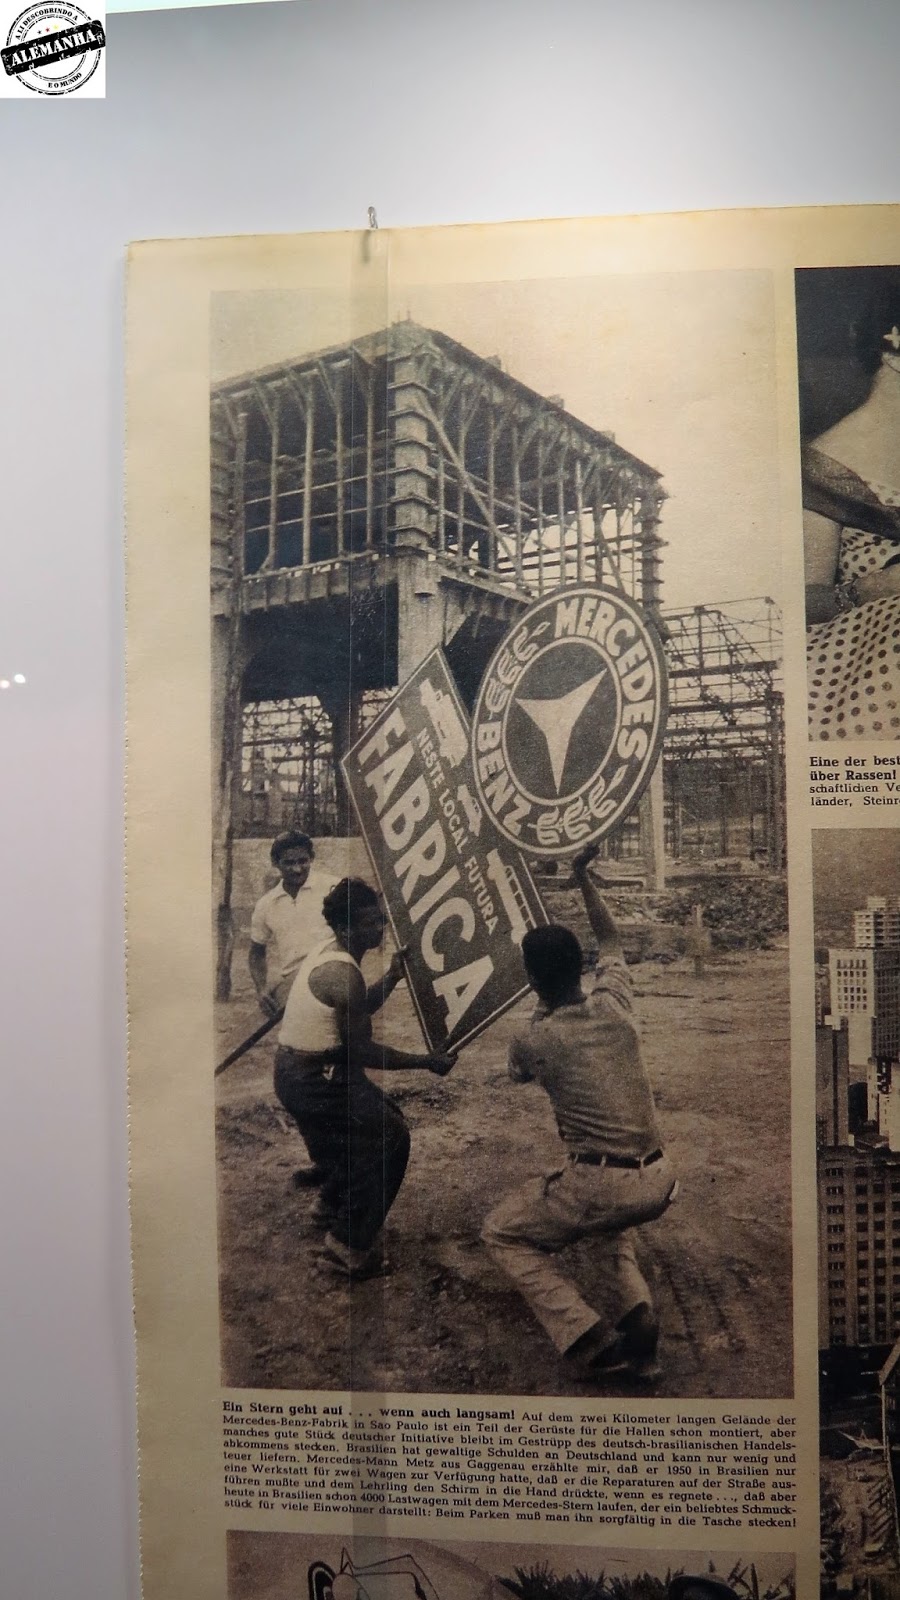 A LI DESCOBRINDO A
ALEMANHA
E O MUNDO
MERCEDES
BENZ
NESTE LOCAL FUTURA
FABRICA
Ein Stern geht auf . . . wenn auch langsam! Auf dem zwei Kilometer langen Gelände der
Mercedes-Benz-Fabrik in Sao Paulo ist ein Teil der Gerüste für die Hallen schon montiert, aber
manches gute Stück deutscher Initiative bleibt im Gestrüpp des deutsch-brasilianischen Handels-
abkommens stecken. Brasilien hat gewaltige Schulden an Deutschland und kann nur wenig und
teuer liefern. Mercedes-Mann Metz aus Gaggenau erzählte mir, daß er 1950 in Brasilien nur
eine Werkstatt für zwei Wagen zur Verfügung hatte, daß er die Reparaturen auf der Straße aus-
führen mußte und dem Lehrling den Schirm in die Hand drückte, wenn es regnete . . ., daß aber
heute in Brasilien schon 4000 Lastwagen mit dem Mercedes-Stern laufen, der ein beliebtes Schmuck-
stück für viele Einwohner darstellt: Beim Parken muß man ihn sorgfältig in die Tasche stecken!
Eine der best
über Rassen!
schaftlichen Ve
länder, Steinr